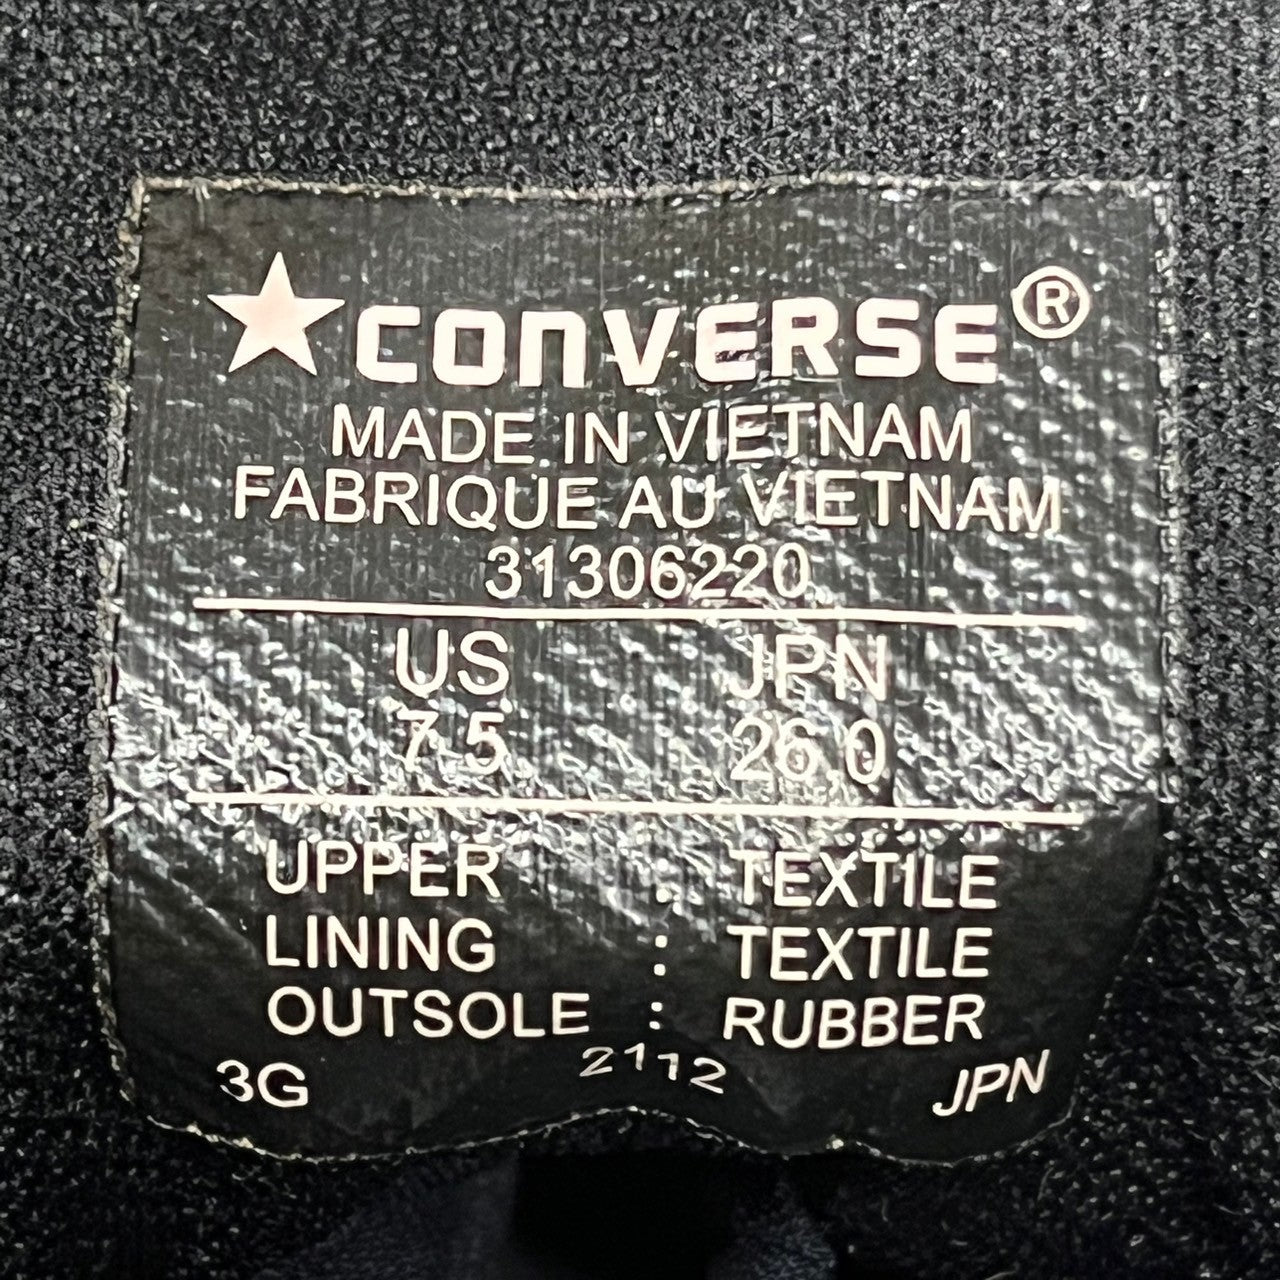 CONVERSE®
MADE IN VIETNAM
FABRIQUE AU VIETNAM
31306220
US JPN
7.5 26.0
UPPER : TEXTILE
LINING : TEXTILE
OUTSOLE : RUBBER
3G 2112 JPN